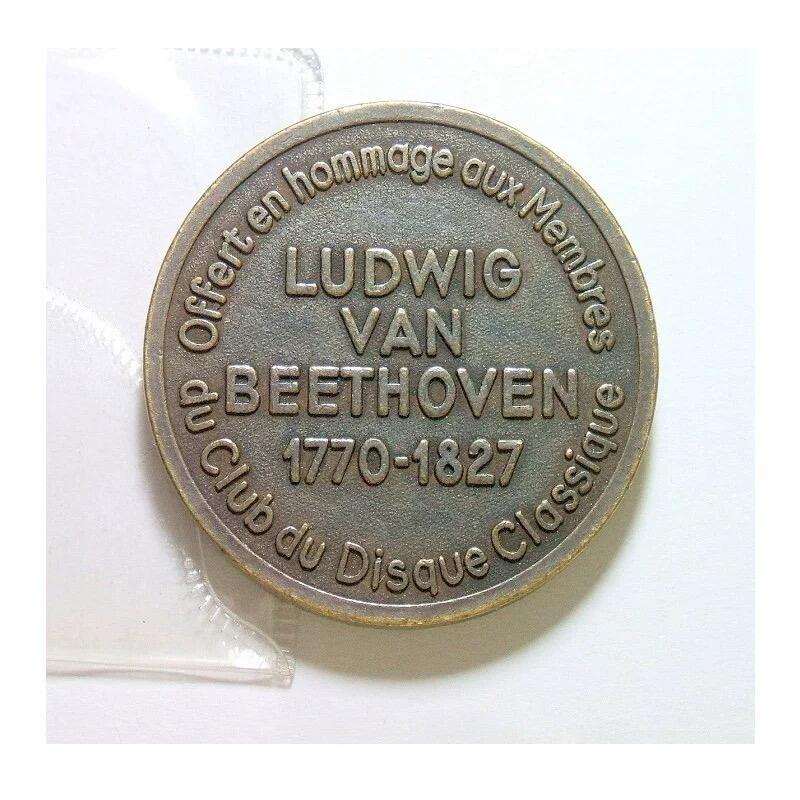 Offert en hommage aux Membres
LUDWIG
VAN
BEETHOVEN
1770-1827
du Club du Disque Classique